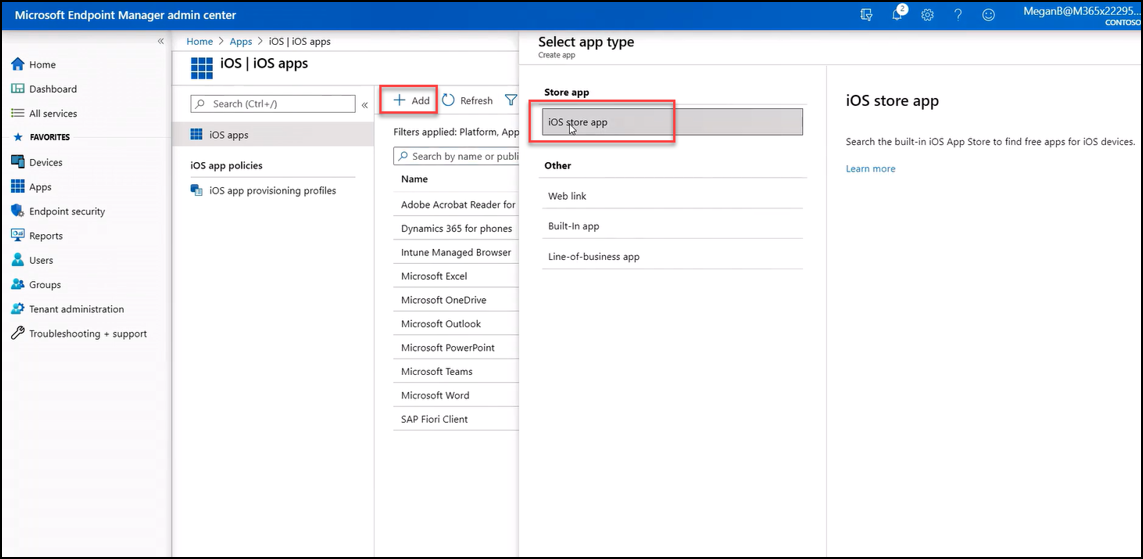 Microsoft Endpoint Manager admin center
2
MeganB@M365x22295...
CONTOSO
«
Home
Dashboard
All services
FAVORITES
Devices
Apps
Endpoint security
Reports
Users
Groups
Tenant administration
Troubleshooting + support
Home > Apps > iOS | iOS apps
iOS | iOS apps
Search (Ctrl+/)
«
iOS apps
iOS app policies
iOS app provisioning profiles
+ Add Refresh
Filters applied: Platform, App
Search by name or publi
Name
Adobe Acrobat Reader for
Dynamics 365 for phones
Intune Managed Browser
Microsoft Excel
Microsoft OneDrive
Microsoft Outlook
Microsoft PowerPoint
Microsoft Teams
Microsoft Word
SAP Fiori Client
Select app type
Create app
Store app
iOS store app
Other
Web link
Built-In app
Line-of-business app
iOS store app
Search the built-in iOS App Store to find free apps for iOS devices.
Learn more